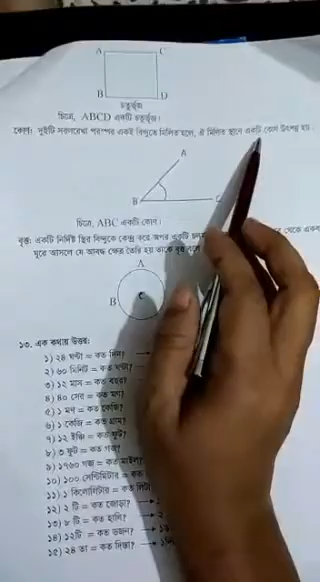 A C
B D
চতুর্ভুজ
চিত্রে, ABCD একটি চতুর্ভুজ।
কোণঃ দুইটি সরলরেখা পরস্পর একই বিন্দুতে মিলিত হলে, ঐ মিলিত স্থানে একটি কোণ উৎপন্ন হয়।
A
B C
চিত্রে, ABC একটি কোণ।
বৃত্তঃ একটি নির্দিষ্ট স্থির বিন্দুকে কেন্দ্র করে অপর একটি থেকে
ঘুরে আসলে যে আবদ্ধ ক্ষেত্র তৈরি হয় তাকে বৃত্ত বলে
A
B c
১৩. এক কথায় উত্তরঃ
১) ২৪ ঘন্টা = কত দিন? →
২) ৬০ মিনিট = কত ঘন্টা?
৩) ১২ মাস = কত বছর?
৪) ৪০ সের = কত মণ?
৫) ১ মণ = কত কেজি?
৬) ১ কেজি = কত গ্রাম?
৭) ১২ ইঞ্চি = কত ফুট?
৮) ৩ ফুট = কত গজ?
৯) ১৭৬০ গজ = কত মাইল?
১০) ১০০ সেন্টিমিটার = কত
১১) ১ কিলোলিটার = কত লিটা
১২) ২ টি = কত জোড়া? →
১৩) ৮ টি = কত হালি? →
১৪) ১২টি = কত ডজন? →
১৫) ২৪ তা = কত দিস্তা? →